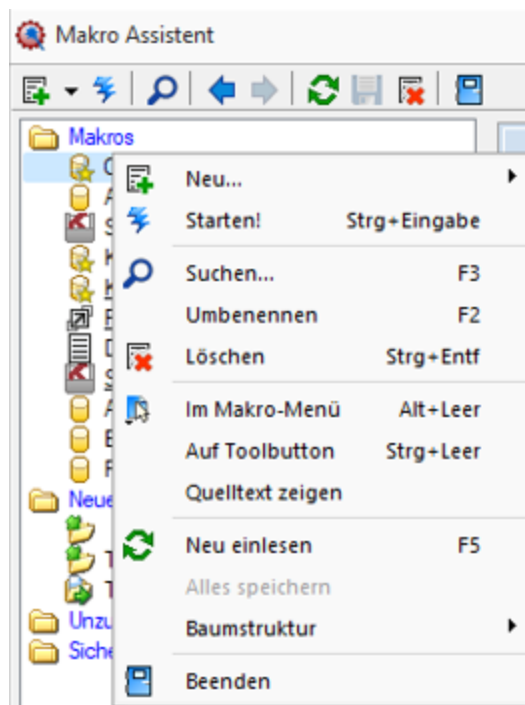 Makro Assistent
Makros
Neu...
Starten! Strg+Eingabe
Suchen... F3
Umbenennen F2
Löschen Strg+Entf
Im Makro-Menü Alt+Leer
Auf Toolbutton Strg+Leer
Quelltext zeigen
Neu einlesen F5
Alles speichern
Baumstruktur
Beenden